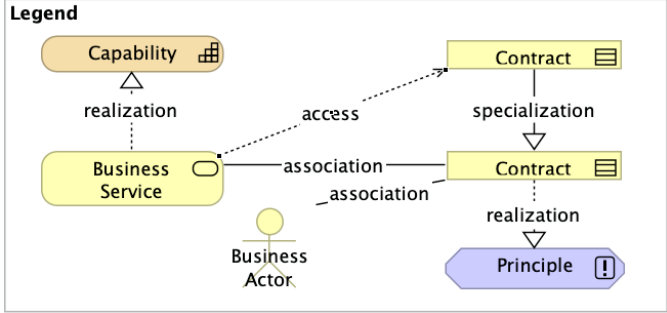 Legend
Capability
Contract
realization
access
specialization
Business
Service
association
Contract
association
realization
Business
Actor
Principle